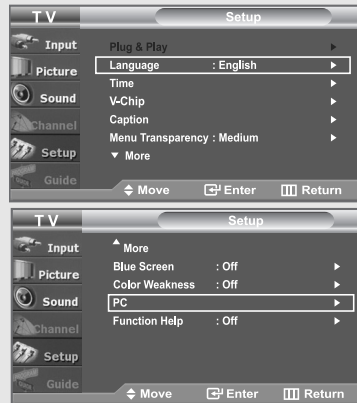 TV Setup
Input
Picture
Sound
Channel
Setup
Guide
Plug & Play
Language : English
Time
V-Chip
Caption
Menu Transparency : Medium
More
Move Enter Return
TV Setup
Input
Picture
Sound
Channel
Setup
Guide
More
Blue Screen : Off
Color Weakness : Off
PC
Function Help : Off
Move Enter Return